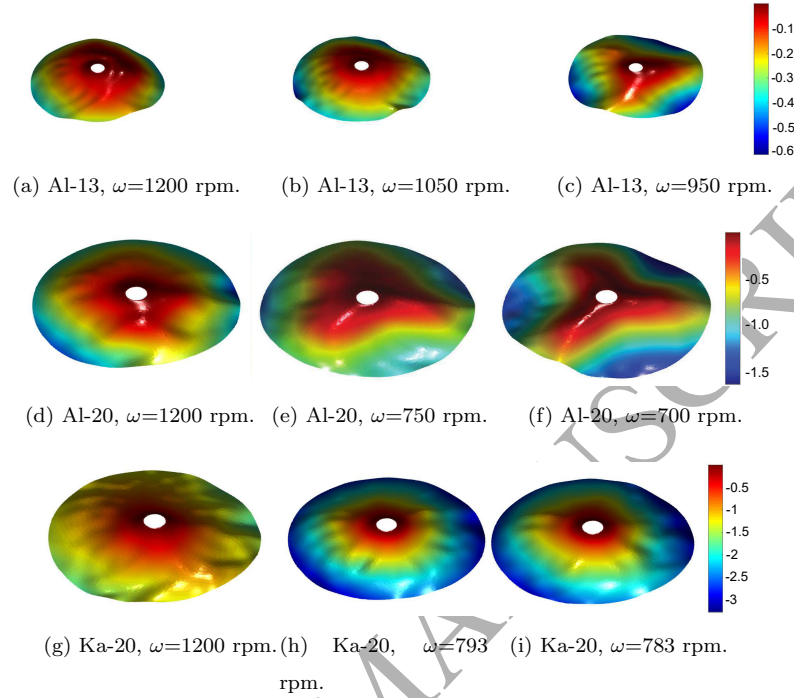 -0.1
-0.2
-0.3
-0.4
-0.5
-0.6
(a) Al-13, ω=1200 rpm.
(b) Al-13, ω=1050 rpm.
(c) Al-13, ω=950 rpm.
-0.5
-1.0
-1.5
(d) Al-20, ω=1200 rpm.
(e) Al-20, ω=750 rpm.
(f) Al-20, ω=700 rpm.
-0.5
-1
-1.5
-2
-2.5
-3
(g) Ka-20, ω=1200 rpm.
(h) Ka-20, ω=793
rpm.
(i) Ka-20, ω=783 rpm.